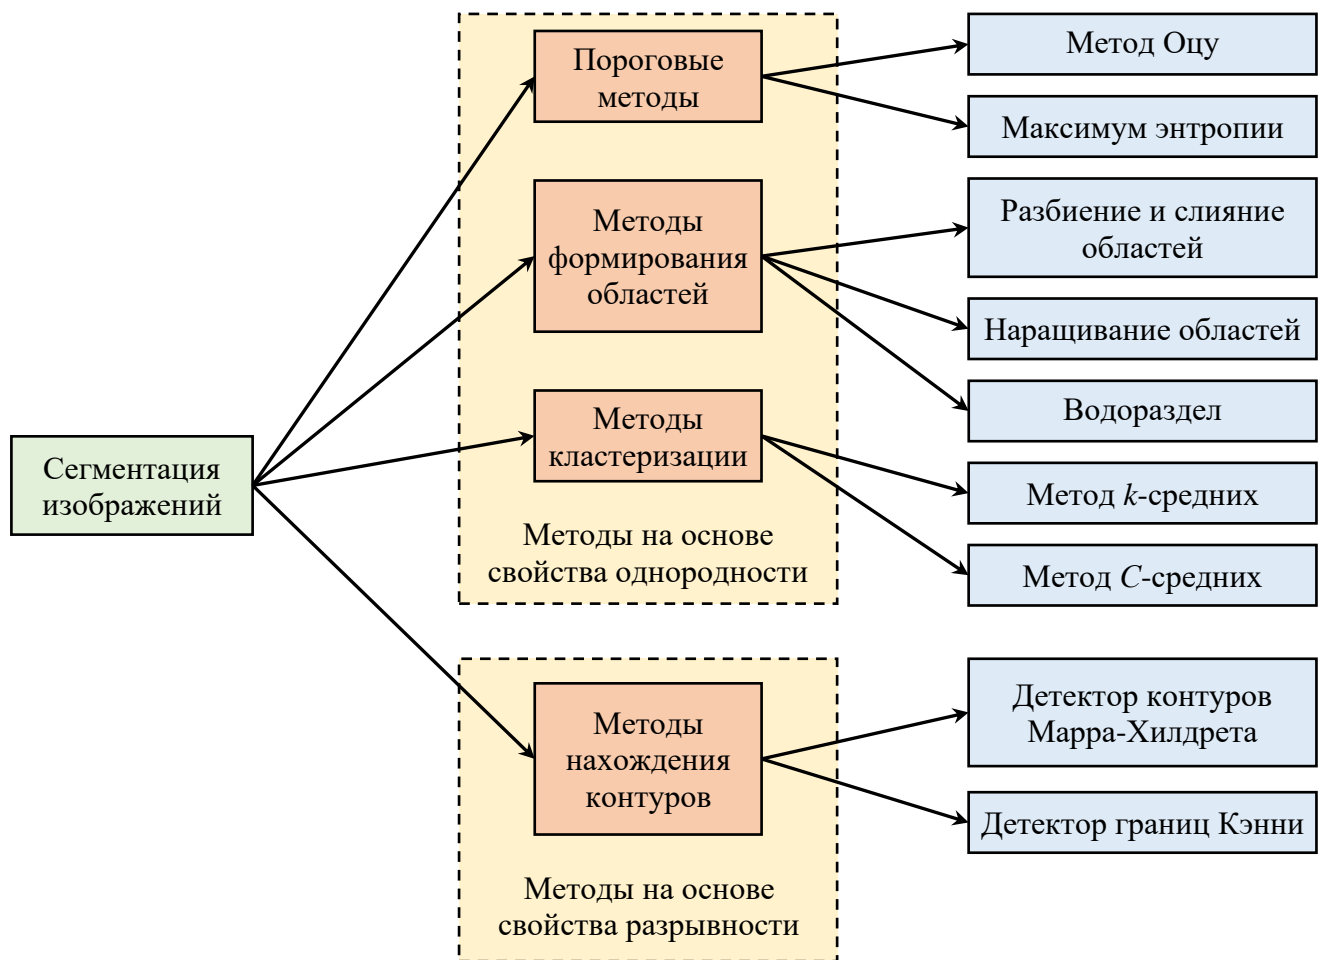 Сегментация
изображений
Пороговые
методы
Методы
формирования
областей
Методы
кластеризации
Методы на основе
свойства однородности
Методы
нахождения
контуров
Методы на основе
свойства разрывности
Метод Оцу
Максимум энтропии
Разбиение и слияние
областей
Наращивание областей
Водораздел
Метод k-средних
Метод C-средних
Детектор контуров
Марра-Хилдрета
Детектор границ Кэнни